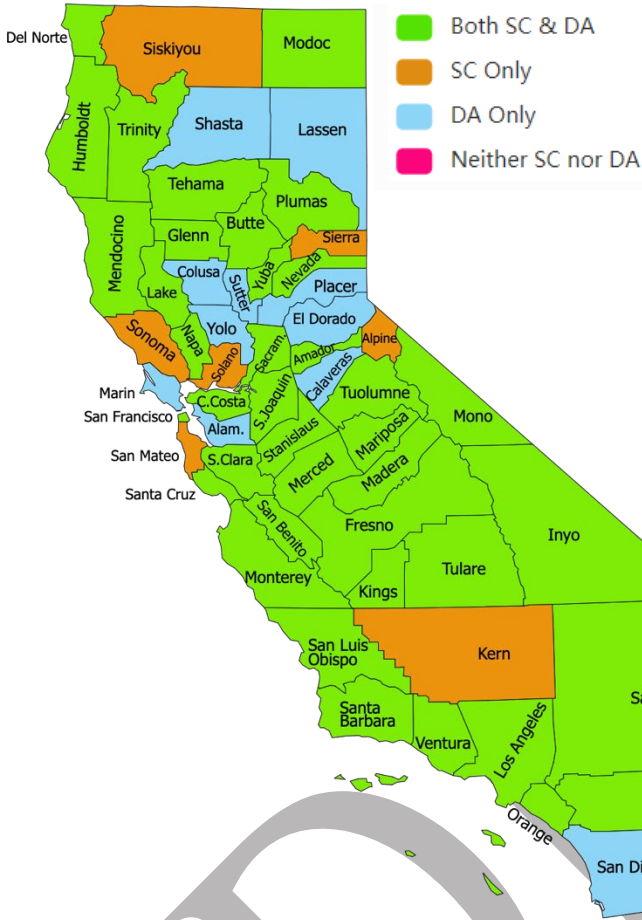 Both SC & DA
SC Only
DA Only
Neither SC nor DA
Del Norte
Siskiyou
Modoc
Humboldt
Trinity
Shasta
Lassen
Tehama
Plumas
Mendocino
Glenn
Butte
Sierra
Colusa
Lake
Sutter
Yuba
Nevada
Placer
Yolo
El Dorado
Sonoma
Napa
Solano
Sacram.
Amador
Alpine
Calaveras
Marin
C.Costa
S.Joaquin
Tuolumne
San Francisco
Alam.
Stanislaus
Mariposa
Mono
San Mateo
S.Clara
Merced
Madera
Santa Cruz
San Benito
Fresno
Inyo
Monterey
Kings
Tulare
San Luis
Obispo
Kern
Sa
Santa
Barbara
Ventura
Los Angeles
Orange
San Di